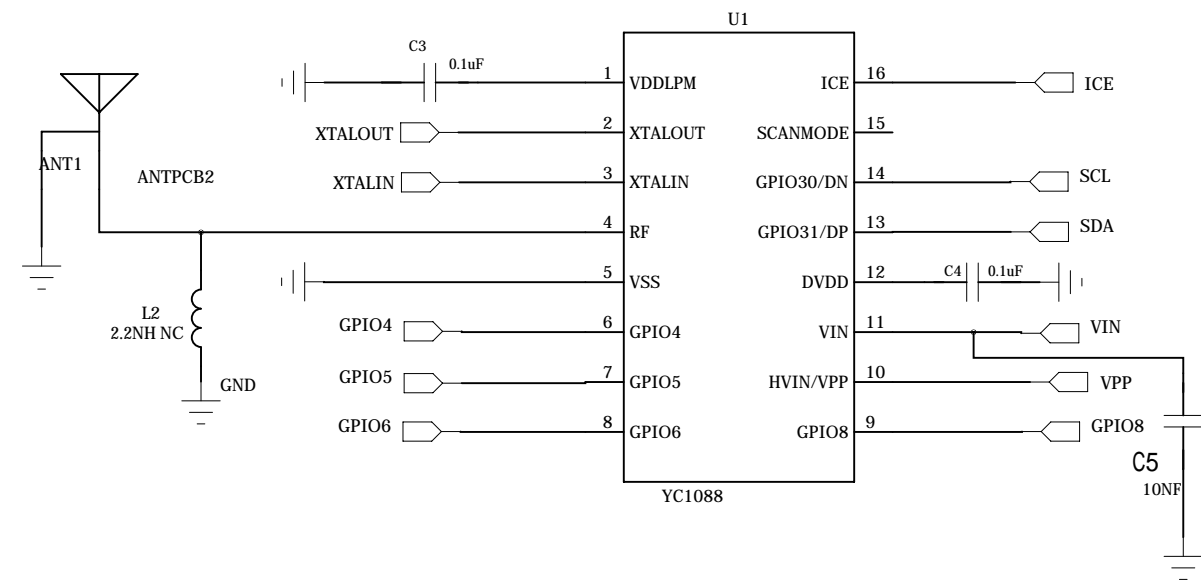 U1
C3
0.1uF
1
VDDLPM
ICE
16
ICE
XTALOUT
2
XTALOUT
SCANMODE
15
ANT1
ANTPCB2
XTALIN
3
XTALIN
GPIO30/DN
14
SCL
4
RF
GPIO31/DP
13
SDA
5
VSS
DVDD
12
C4
0.1uF
L2
2.2NH NC
GPIO4
6
GPIO4
VIN
11
VIN
GND
GPIO5
7
GPIO5
HVIN/VPP
10
VPP
GPIO6
8
GPIO6
GPIO8
9
GPIO8
C5
10NF
YC1088